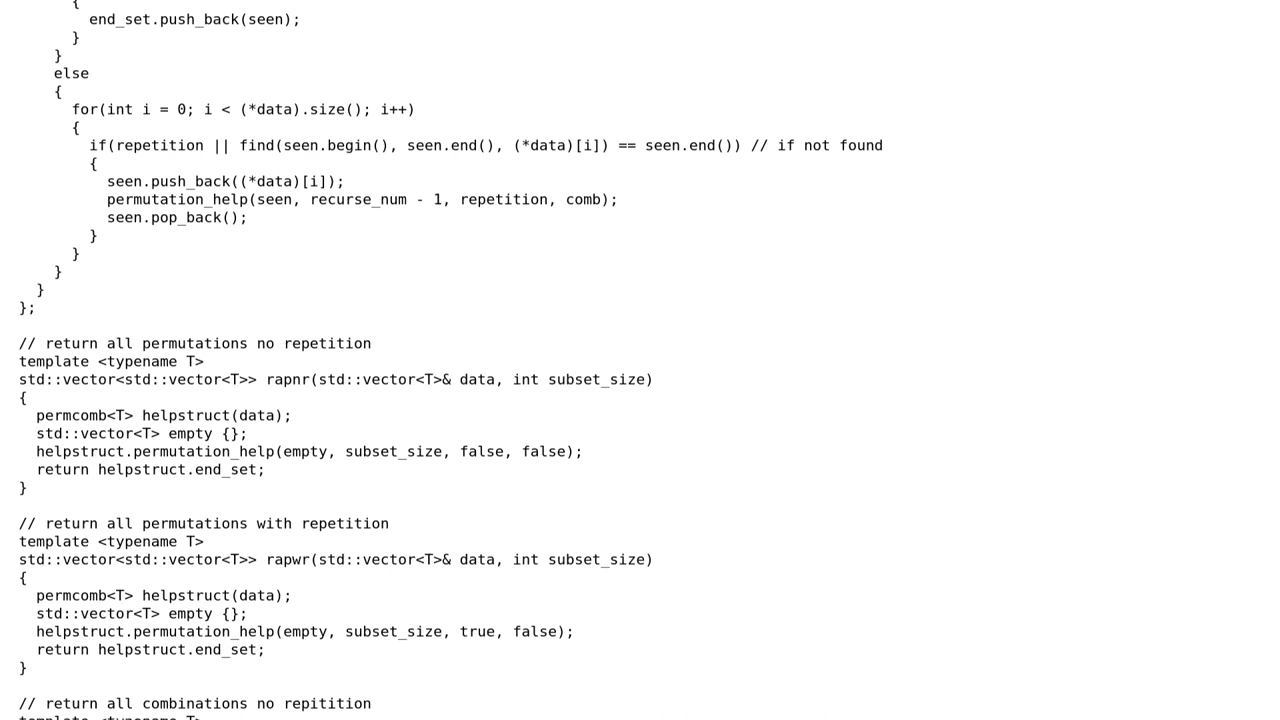 {
end_set.push_back(seen);
}
}
else
{
for(int i = 0; i < (*data).size(); i++)
{
if(repetition || find(seen.begin(), seen.end(), (*data)[i]) == seen.end()) // if not found
{
seen.push_back((*data)[i]);
permutation_help(seen, recurse_num - 1, repetition, comb);
seen.pop_back();
}
}
}
}
};
// return all permutations no repetition
template <typename T>
std::vector<std::vector<T>> rapnr(std::vector<T>& data, int subset_size)
{
permcomb<T> helpstruct(data);
std::vector<T> empty {};
helpstruct.permutation_help(empty, subset_size, false, false);
return helpstruct.end_set;
}
// return all permutations with repetition
template <typename T>
std::vector<std::vector<T>> rapwr(std::vector<T>& data, int subset_size)
{
permcomb<T> helpstruct(data);
std::vector<T> empty {};
helpstruct.permutation_help(empty, subset_size, true, false);
return helpstruct.end_set;
}
// return all combinations no repitition
template <typename T>